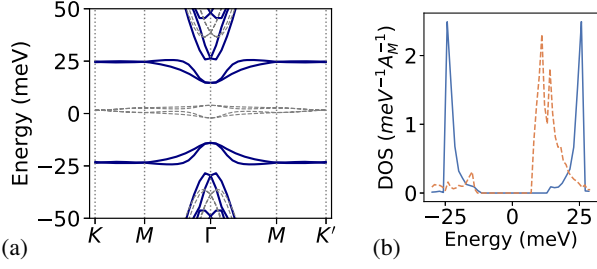 (a)
Energy (meV)
50
25
0
−25
−50
K
M
Γ
M
K′
(b)
DOS (meV⁻¹A_M⁻¹)
2
1
0
−25
0
25
Energy (meV)